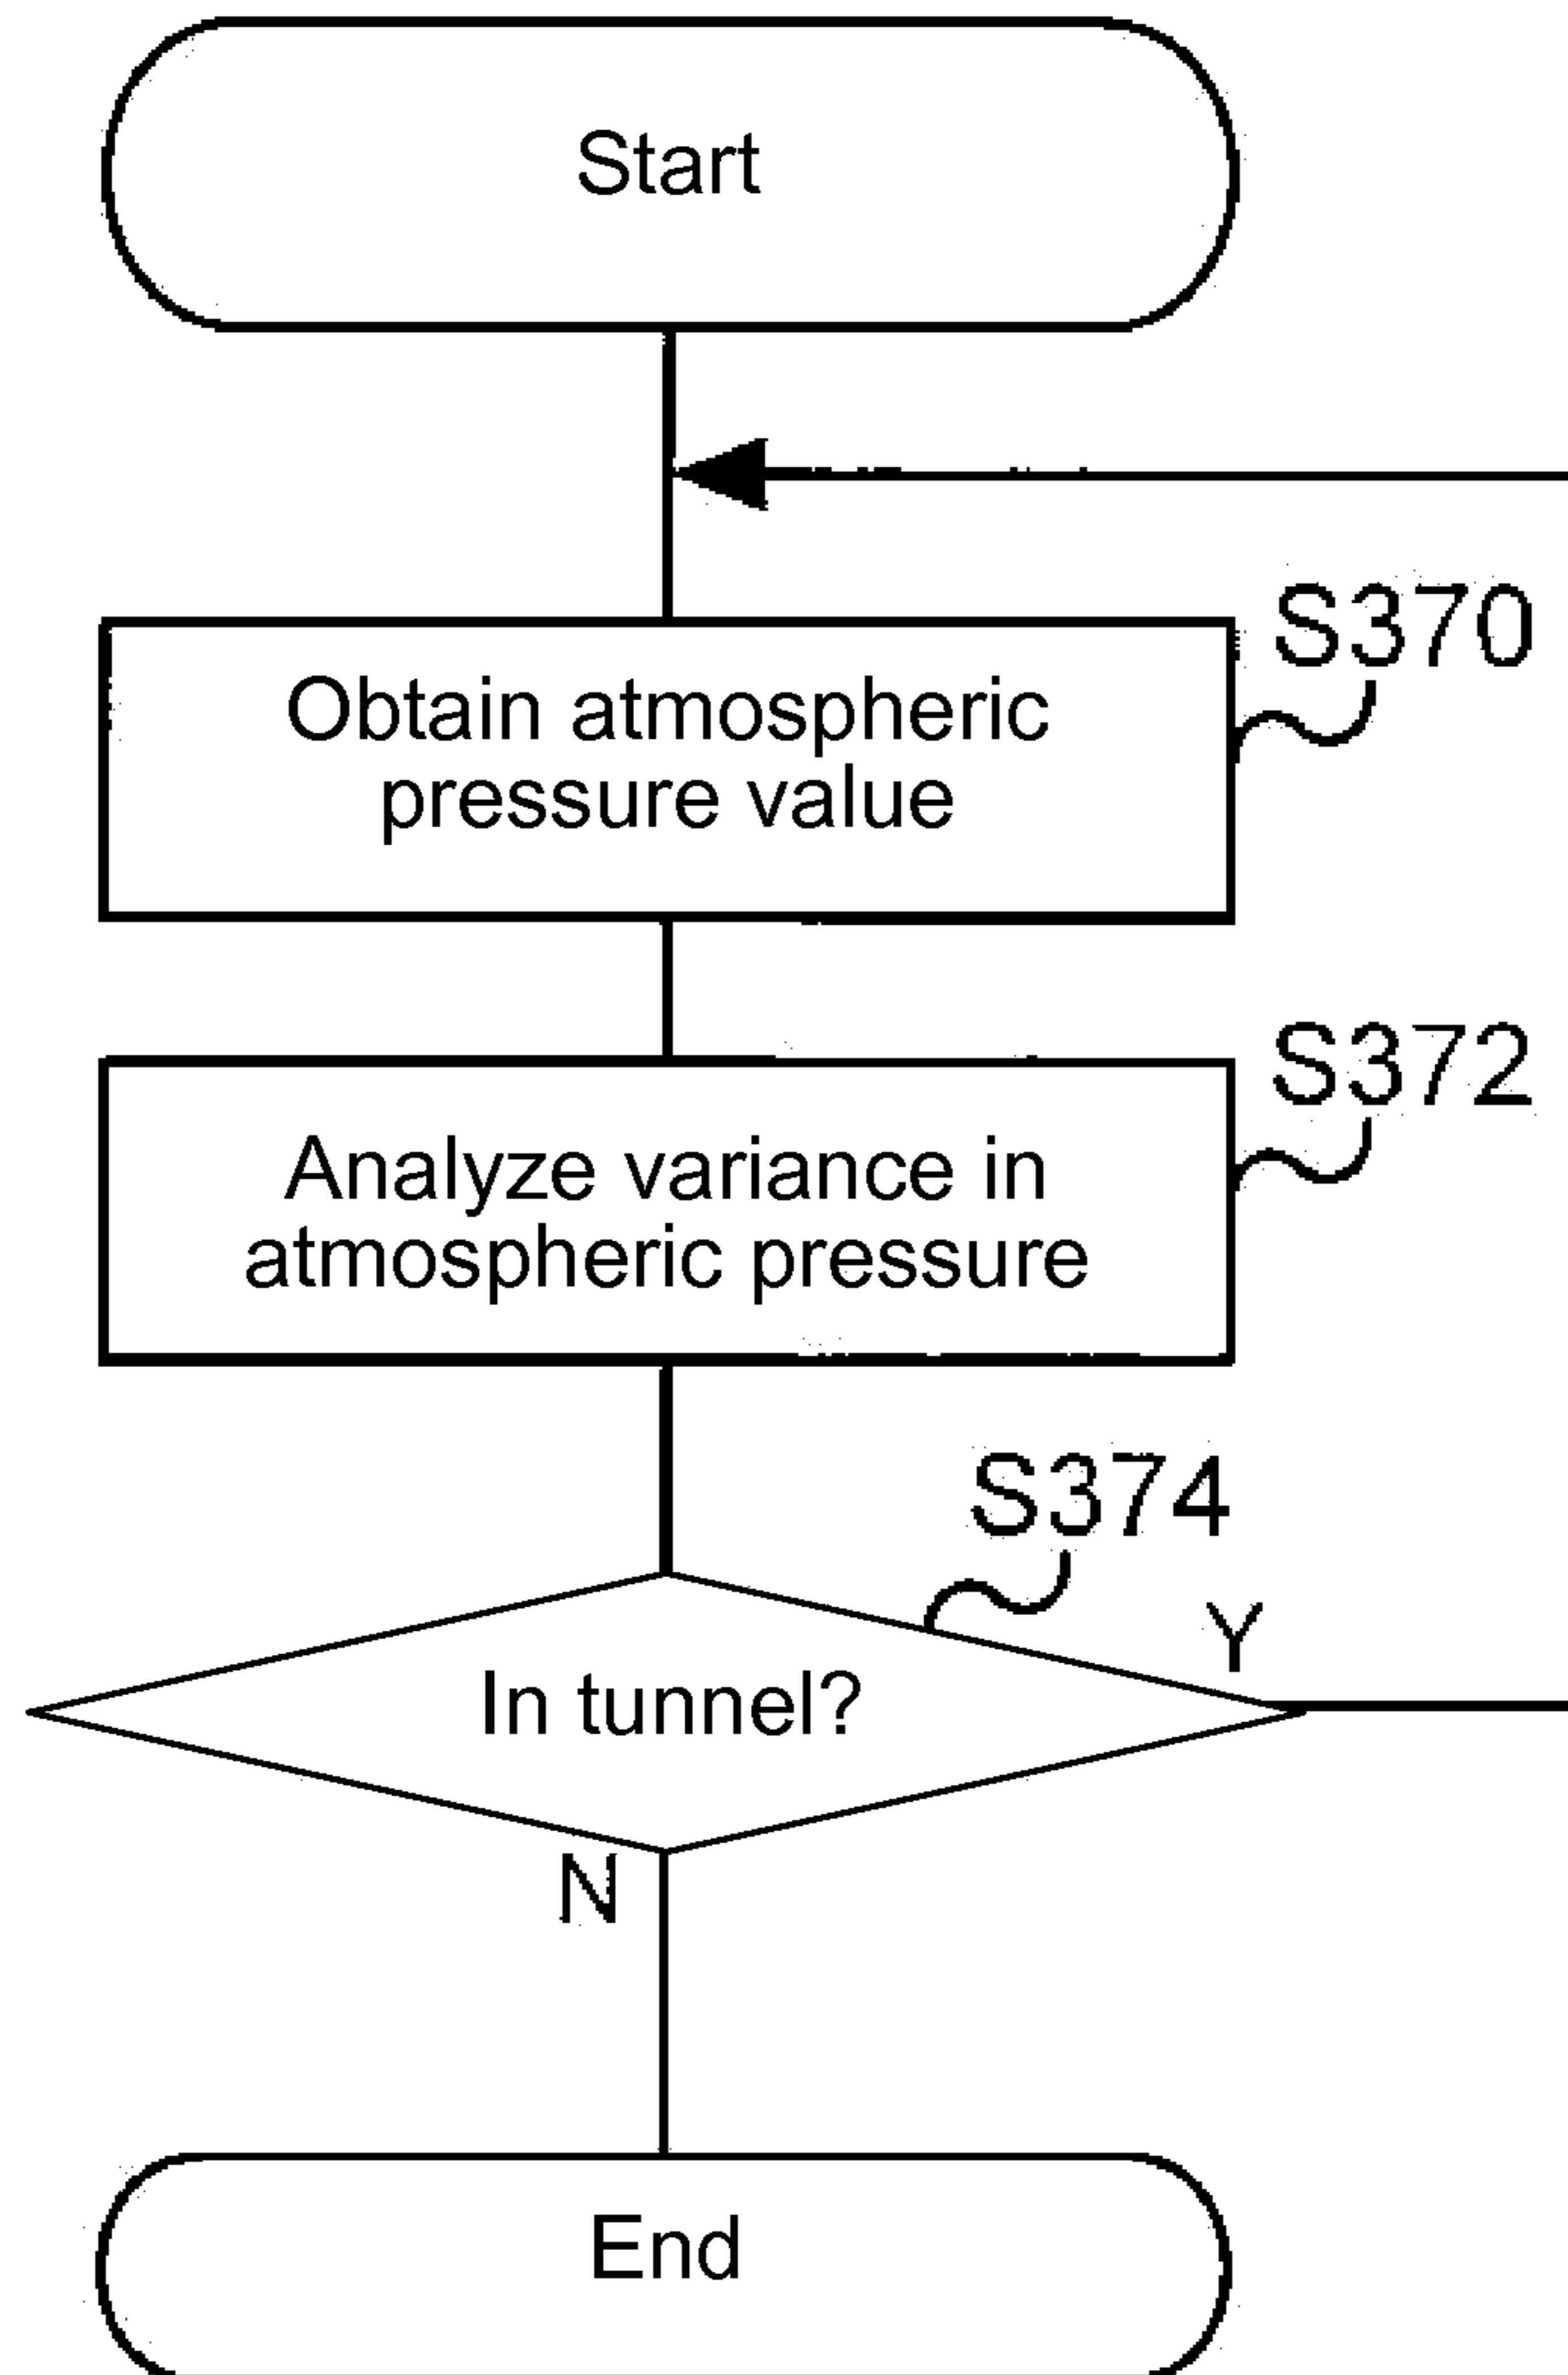 Start
S370
Obtain atmospheric
pressure value
S372
Analyze variance in
atmospheric pressure
S374
Y
In tunnel?
N
End